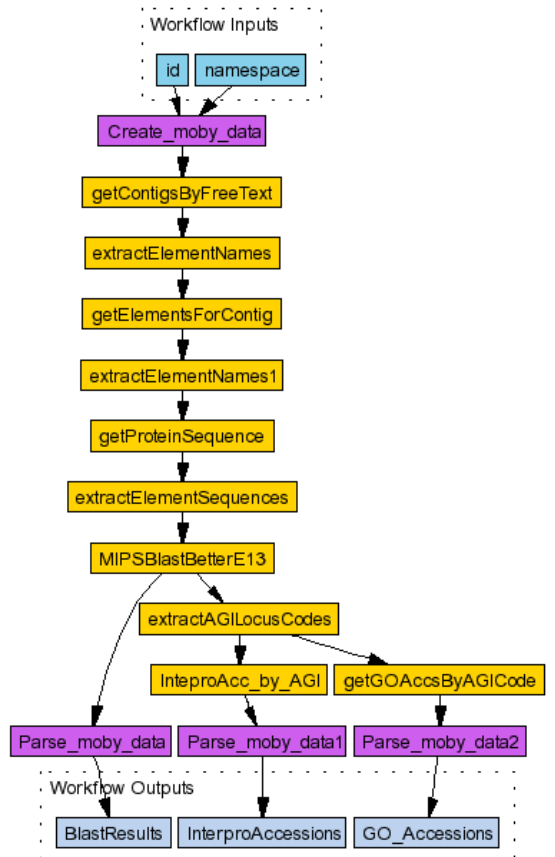 Workflow Inputs
id
namespace
Create_moby_data
getContigsByFreeText
extractElementNames
getElementsForContig
extractElementNames1
getProteinSequence
extractElementSequences
MIPSBlastBetterE13
extractAGILocusCodes
InteproAcc_by_AGI
getGOAccsByAGICode
Parse_moby_data
Parse_moby_data1
Parse_moby_data2
Workflow Outputs
BlastResults
InterproAccessions
GO_Accessions